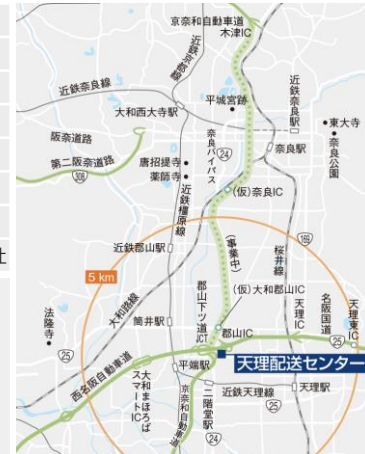 京奈和自動車道
木津IC
近鉄京都線
近鉄奈良線
平城宮跡
近鉄奈良駅
大和西大寺駅
東大寺
奈良公園
阪奈道路
奈良バイパス
24
奈良駅
第二阪奈道路
308
唐招提寺
薬師寺
(仮)奈良IC
近鉄橿原線
近鉄郡山駅
(事業中)
桜井線
169
5 km
大和路線
(仮)大和郡山IC
名阪国道
天理IC
天理東IC
法隆寺
筒井駅
郡山下ツ道JCT
郡山IC
25
25
社
天理配送センター
西名阪自動車道
平端駅
大和まほろばスマートIC
京奈和自動車道
二階堂駅
近鉄天理線
天理駅
25
24